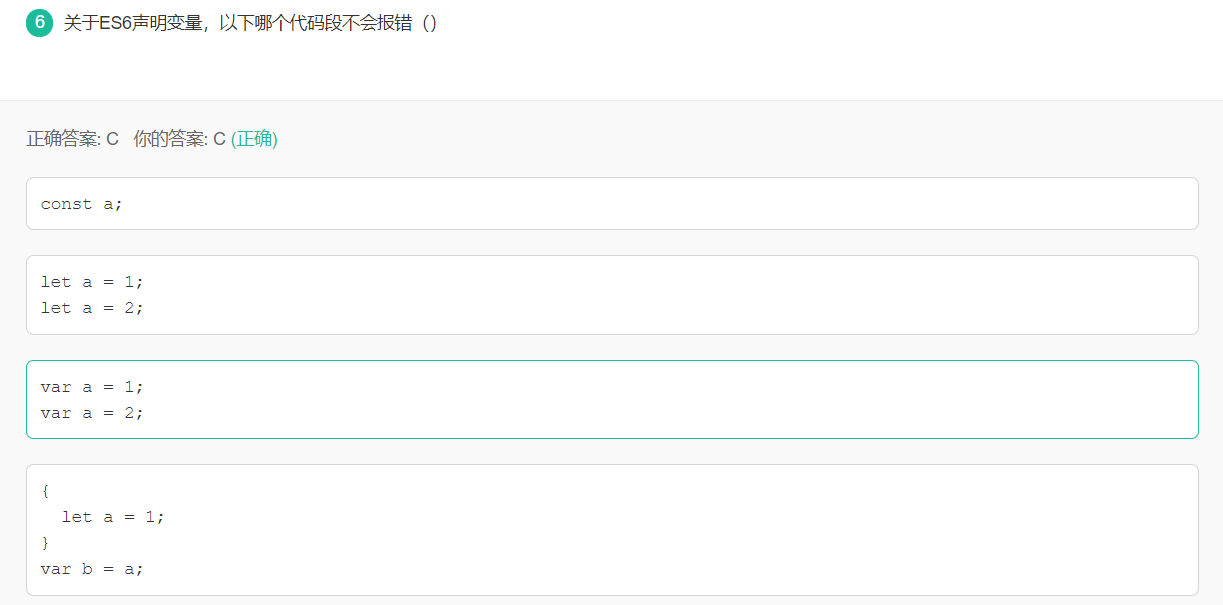 6 关于ES6声明变量，以下哪个代码段不会报错（）
正确答案: C 你的答案: C (正确)
const a;
let a = 1;
let a = 2;
var a = 1;
var a = 2;
{
  let a = 1;
}
var b = a;